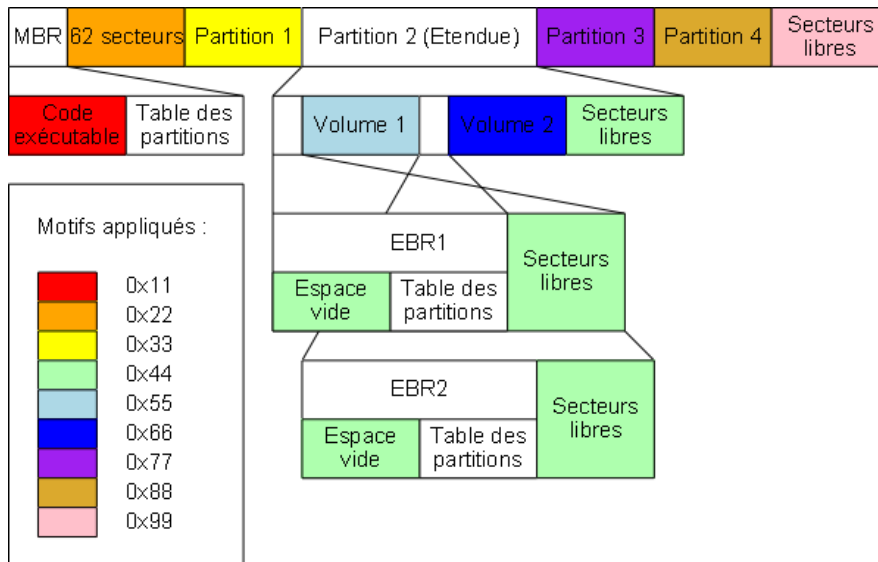 MBR
62 secteurs
Partition 1
Partition 2 (Etendue)
Partition 3
Partition 4
Secteurs
libres
Code
exécutable
Table des
partitions
Volume 1
Volume 2
Secteurs
libres
Motifs appliqués :
0x11
0x22
0x33
0x44
0x55
0x66
0x77
0x88
0x99
EBR1
Secteurs
libres
Espace
vide
Table des
partitions
EBR2
Secteurs
libres
Espace
vide
Table des
partitions